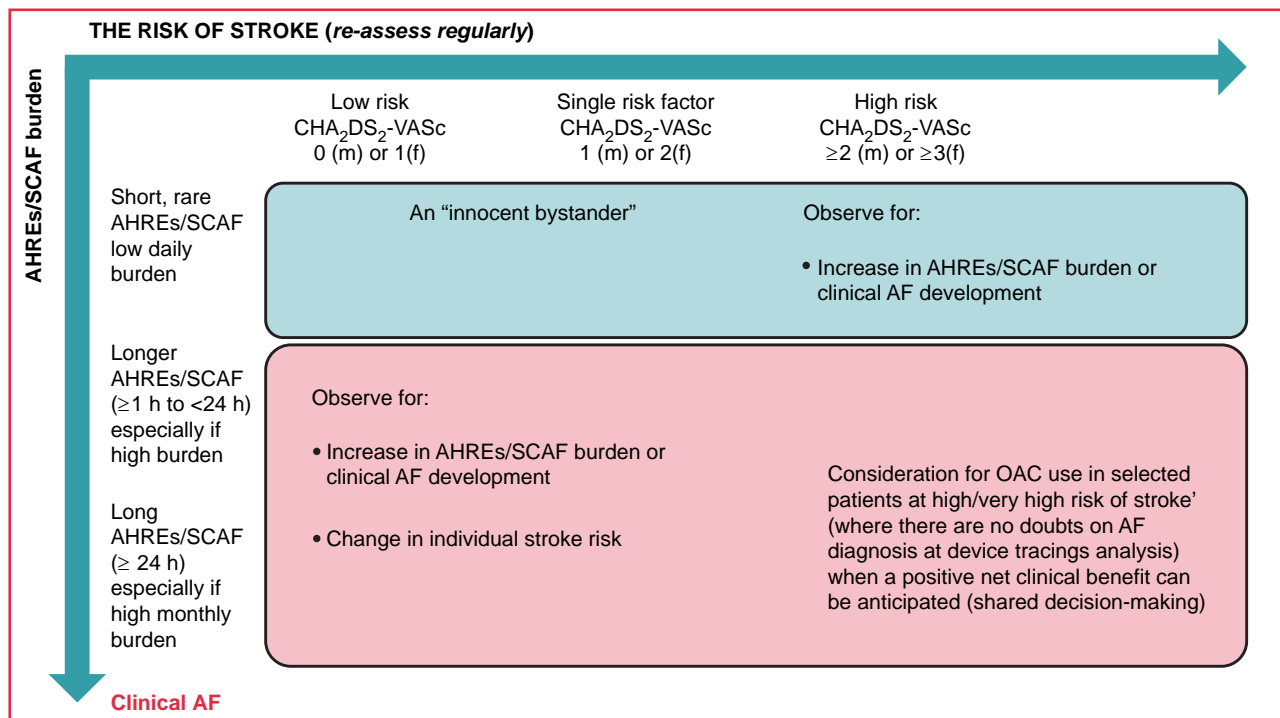 THE RISK OF STROKE (re-assess regularly)
AHREs/SCAF burden
Low risk
CHA₂DS₂-VASc
0 (m) or 1(f)
Single risk factor
CHA₂DS₂-VASc
1 (m) or 2(f)
High risk
CHA₂DS₂-VASc
≥2 (m) or ≥3(f)
Short, rare
AHREs/SCAF
low daily
burden
An “innocent bystander”
Observe for:
• Increase in AHREs/SCAF burden or
clinical AF development
Longer
AHREs/SCAF
(≥1 h to <24 h)
especially if
high burden
Long
AHREs/SCAF
(≥ 24 h)
especially if
high monthly
burden
Observe for:
• Increase in AHREs/SCAF burden or
clinical AF development
• Change in individual stroke risk
Consideration for OAC use in selected
patients at high/very high risk of stroke’
(where there are no doubts on AF
diagnosis at device tracings analysis)
when a positive net clinical benefit can
be anticipated (shared decision-making)
Clinical AF